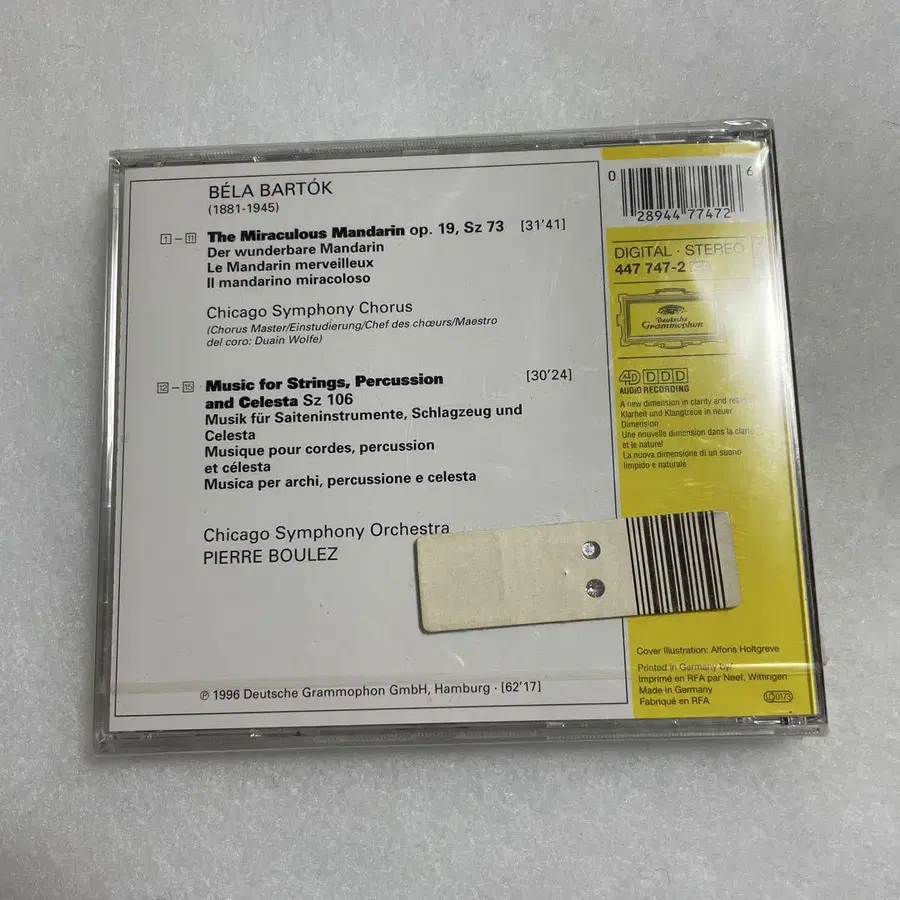 BÉLA BARTÓK
(1881-1945)
1 – 11 The Miraculous Mandarin op. 19, Sz 73 [31'41]
Der wunderbare Mandarin
Le Mandarin merveilleux
Il mandarino miracoloso
Chicago Symphony Chorus
(Chorus Master/Einstudierung/Chef des chœurs/Maestro
del coro: Duain Wolfe)
12 – 15 Music for Strings, Percussion [30'24]
and Celesta Sz 106
Musik für Saiteninstrumente, Schlagzeug und
Celesta
Musique pour cordes, percussion
et célesta
Musica per archi, percussione e celesta
Chicago Symphony Orchestra
PIERRE BOULEZ
℗ 1996 Deutsche Grammophon GmbH, Hamburg · [62'17]
0 28944 77472 6
DIGITAL · STEREO
447 747-2
Deutsche
Grammophon
4D DDD
AUDIO RECORDING
A new dimension in clarity and
Klarheit und Klangtreue in neuer
Dimension
Une nouvelle dimension dans la clarté
et le naturel
La nuova dimensione di un suono
limpido e naturale
Cover Illustration: Alfons Holtgreve
Printed in Germany by/
Imprimé en RFA par Neef, Wittingen
Made in Germany
Fabriqué en RFA
LC 0173